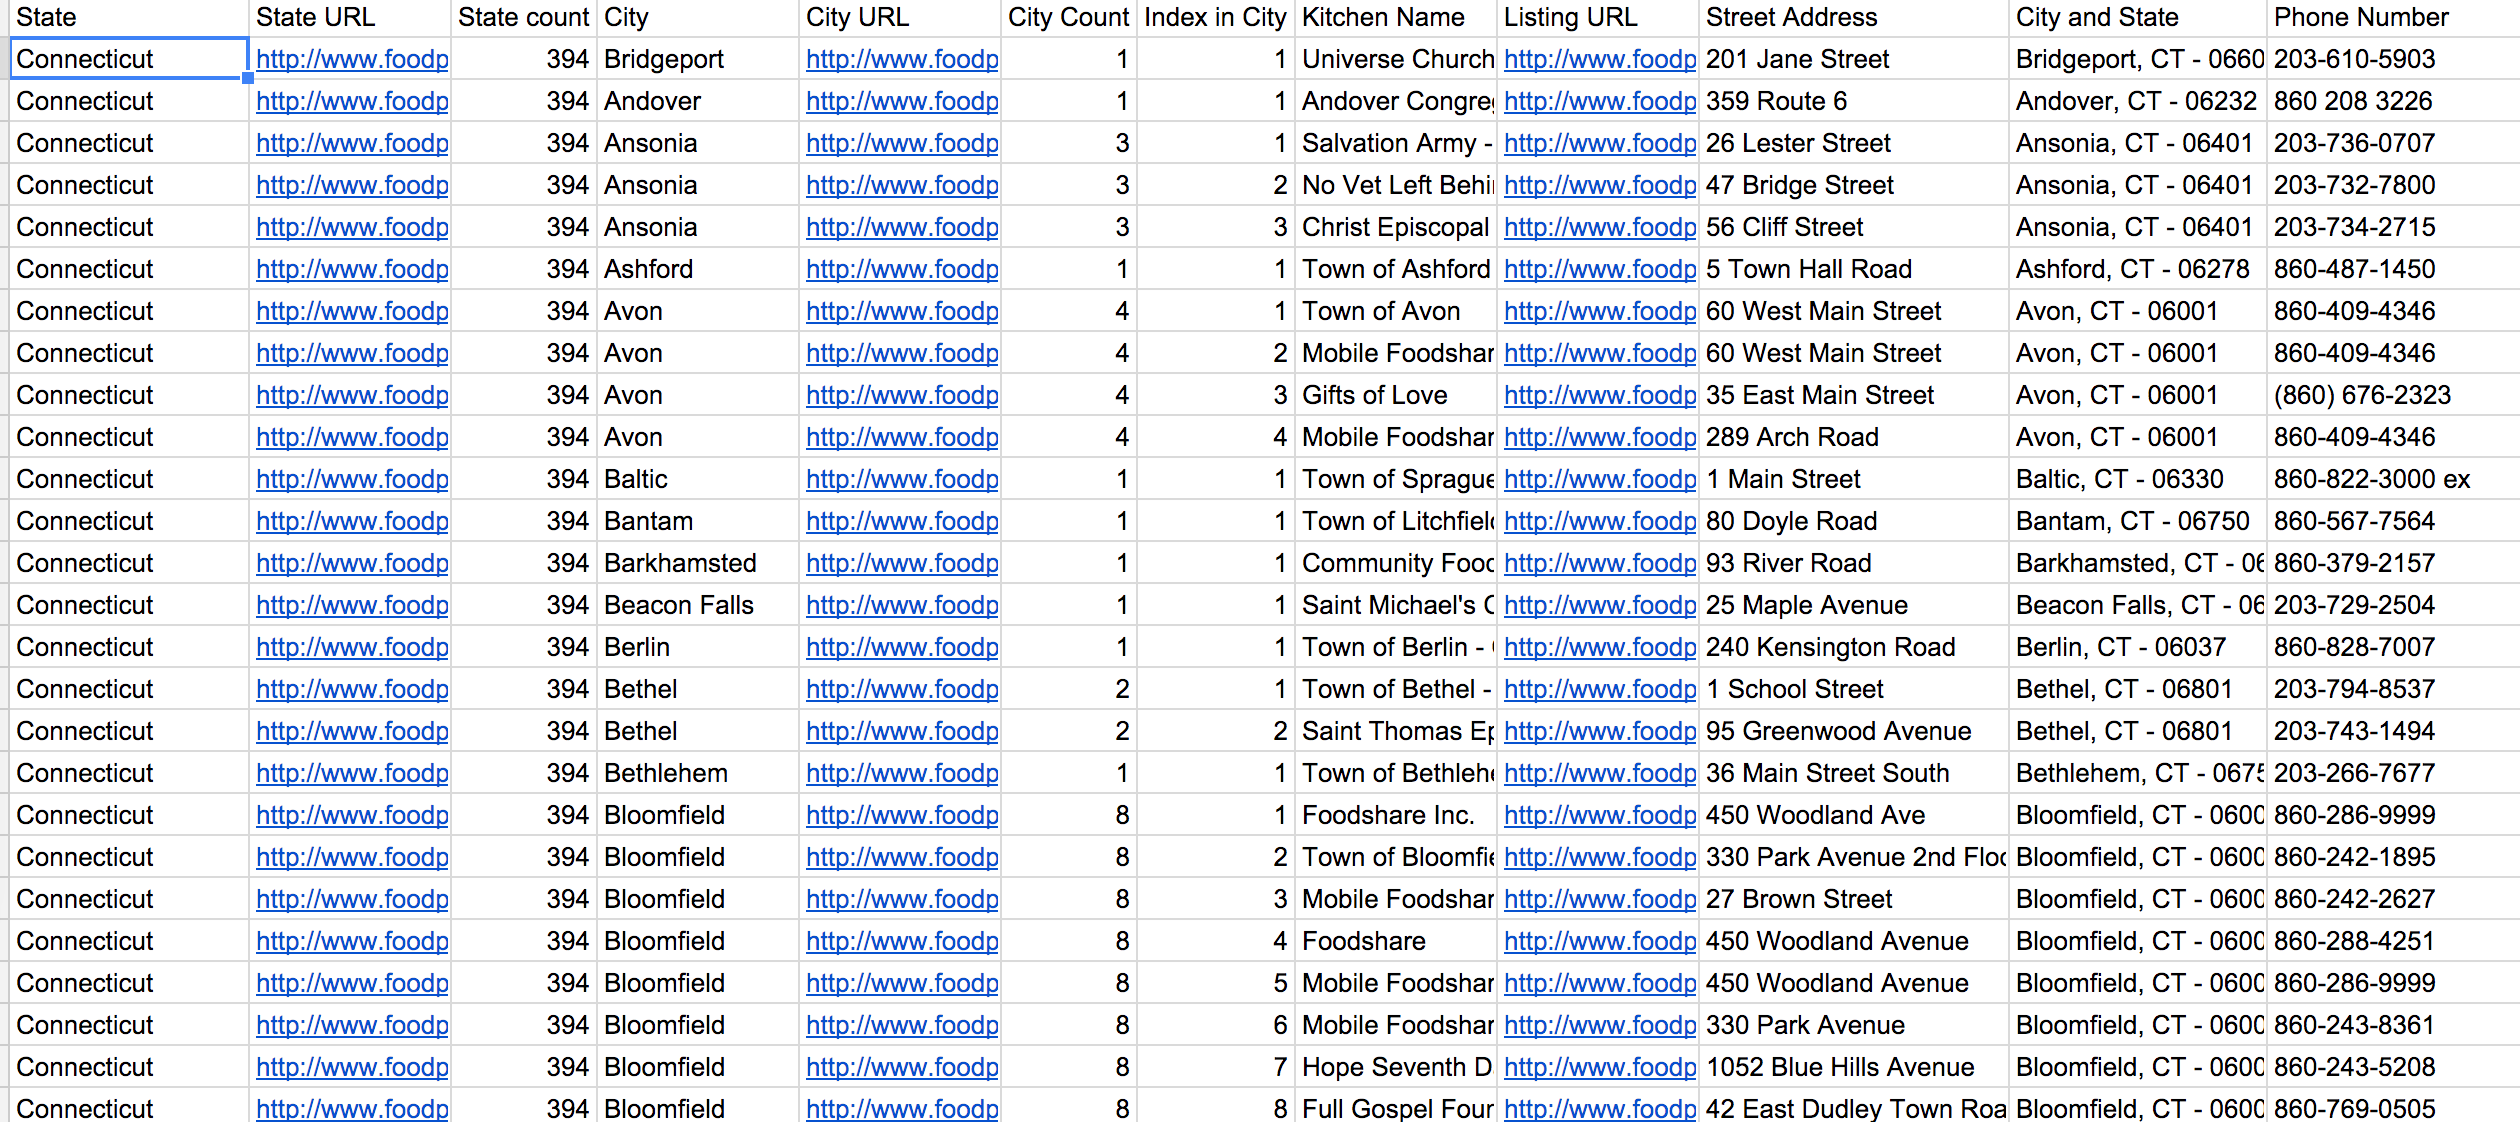 State State URL State count City City URL City Count Index in City Kitchen Name Listing URL Street Address City and State Phone Number
Connecticut http://www.foodp 394 Bridgeport http://www.foodp 1 1 Universe Church http://www.foodp 201 Jane Street Bridgeport, CT - 0660 203-610-5903
Connecticut http://www.foodp 394 Andover http://www.foodp 1 1 Andover Congre http://www.foodp 359 Route 6 Andover, CT - 06232 860 208 3226
Connecticut http://www.foodp 394 Ansonia http://www.foodp 3 1 Salvation Army - http://www.foodp 26 Lester Street Ansonia, CT - 06401 203-736-0707
Connecticut http://www.foodp 394 Ansonia http://www.foodp 3 2 No Vet Left Behi http://www.foodp 47 Bridge Street Ansonia, CT - 06401 203-732-7800
Connecticut http://www.foodp 394 Ansonia http://www.foodp 3 3 Christ Episcopal http://www.foodp 56 Cliff Street Ansonia, CT - 06401 203-734-2715
Connecticut http://www.foodp 394 Ashford http://www.foodp 1 1 Town of Ashford http://www.foodp 5 Town Hall Road Ashford, CT - 06278 860-487-1450
Connecticut http://www.foodp 394 Avon http://www.foodp 4 1 Town of Avon http://www.foodp 60 West Main Street Avon, CT - 06001 860-409-4346
Connecticut http://www.foodp 394 Avon http://www.foodp 4 2 Mobile Foodshar http://www.foodp 60 West Main Street Avon, CT - 06001 860-409-4346
Connecticut http://www.foodp 394 Avon http://www.foodp 4 3 Gifts of Love http://www.foodp 35 East Main Street Avon, CT - 06001 (860) 676-2323
Connecticut http://www.foodp 394 Avon http://www.foodp 4 4 Mobile Foodshar http://www.foodp 289 Arch Road Avon, CT - 06001 860-409-4346
Connecticut http://www.foodp 394 Baltic http://www.foodp 1 1 Town of Sprague http://www.foodp 1 Main Street Baltic, CT - 06330 860-822-3000 ex
Connecticut http://www.foodp 394 Bantam http://www.foodp 1 1 Town of Litchfield http://www.foodp 80 Doyle Road Bantam, CT - 06750 860-567-7564
Connecticut http://www.foodp 394 Barkhamsted http://www.foodp 1 1 Community Food http://www.foodp 93 River Road Barkhamsted, CT - 06 860-379-2157
Connecticut http://www.foodp 394 Beacon Falls http://www.foodp 1 1 Saint Michael's C http://www.foodp 25 Maple Avenue Beacon Falls, CT - 06 203-729-2504
Connecticut http://www.foodp 394 Berlin http://www.foodp 1 1 Town of Berlin - http://www.foodp 240 Kensington Road Berlin, CT - 06037 860-828-7007
Connecticut http://www.foodp 394 Bethel http://www.foodp 2 1 Town of Bethel - http://www.foodp 1 School Street Bethel, CT - 06801 203-794-8537
Connecticut http://www.foodp 394 Bethel http://www.foodp 2 2 Saint Thomas Ep http://www.foodp 95 Greenwood Avenue Bethel, CT - 06801 203-743-1494
Connecticut http://www.foodp 394 Bethlehem http://www.foodp 1 1 Town of Bethlehe http://www.foodp 36 Main Street South Bethlehem, CT - 0675 203-266-7677
Connecticut http://www.foodp 394 Bloomfield http://www.foodp 8 1 Foodshare Inc. http://www.foodp 450 Woodland Ave Bloomfield, CT - 0600 860-286-9999
Connecticut http://www.foodp 394 Bloomfield http://www.foodp 8 2 Town of Bloomfie http://www.foodp 330 Park Avenue 2nd Floo Bloomfield, CT - 0600 860-242-1895
Connecticut http://www.foodp 394 Bloomfield http://www.foodp 8 3 Mobile Foodshar http://www.foodp 27 Brown Street Bloomfield, CT - 0600 860-242-2627
Connecticut http://www.foodp 394 Bloomfield http://www.foodp 8 4 Foodshare http://www.foodp 450 Woodland Avenue Bloomfield, CT - 0600 860-288-4251
Connecticut http://www.foodp 394 Bloomfield http://www.foodp 8 5 Mobile Foodshar http://www.foodp 450 Woodland Avenue Bloomfield, CT - 0600 860-286-9999
Connecticut http://www.foodp 394 Bloomfield http://www.foodp 8 6 Mobile Foodshar http://www.foodp 330 Park Avenue Bloomfield, CT - 0600 860-243-8361
Connecticut http://www.foodp 394 Bloomfield http://www.foodp 8 7 Hope Seventh D http://www.foodp 1052 Blue Hills Avenue Bloomfield, CT - 0600 860-243-5208
Connecticut http://www.foodp 394 Bloomfield http://www.foodp 8 8 Full Gospel Four http://www.foodp 42 East Dudley Town Roa Bloomfield, CT - 0600 860-769-0505